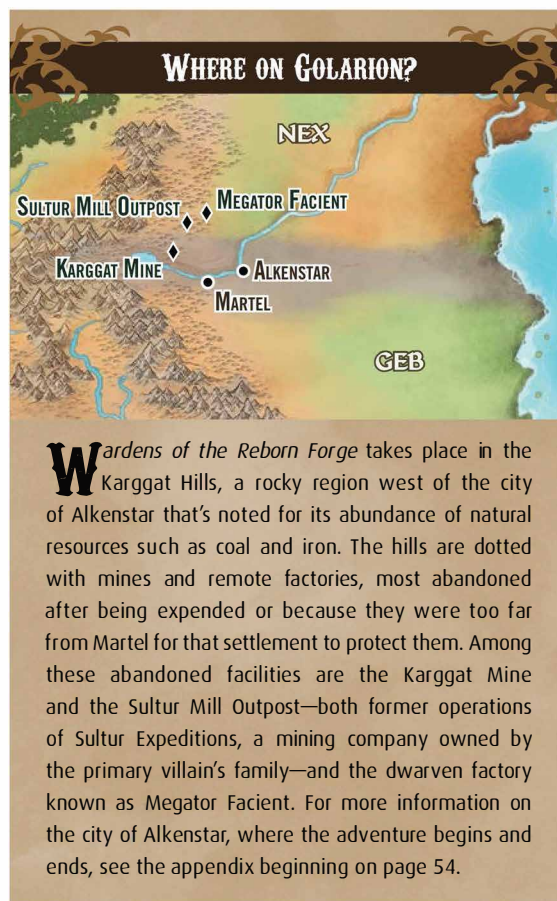 WHERE ON GOLARION?
NEX
SULTUR MILL OUTPOST
MEGATOR FACIENT
KARGGAT MINE
ALKENSTAR
MARTEL
GEB
Wardens of the Reborn Forge takes place in the
Karggat Hills, a rocky region west of the city
of Alkenstar that's noted for its abundance of natural
resources such as coal and iron. The hills are dotted
with mines and remote factories, most abandoned
after being expended or because they were too far
from Martel for that settlement to protect them. Among
these abandoned facilities are the Karggat Mine
and the Sultur Mill Outpost—both former operations
of Sultur Expeditions, a mining company owned by
the primary villain's family—and the dwarven factory
known as Megator Facient. For more information on
the city of Alkenstar, where the adventure begins and
ends, see the appendix beginning on page 54.